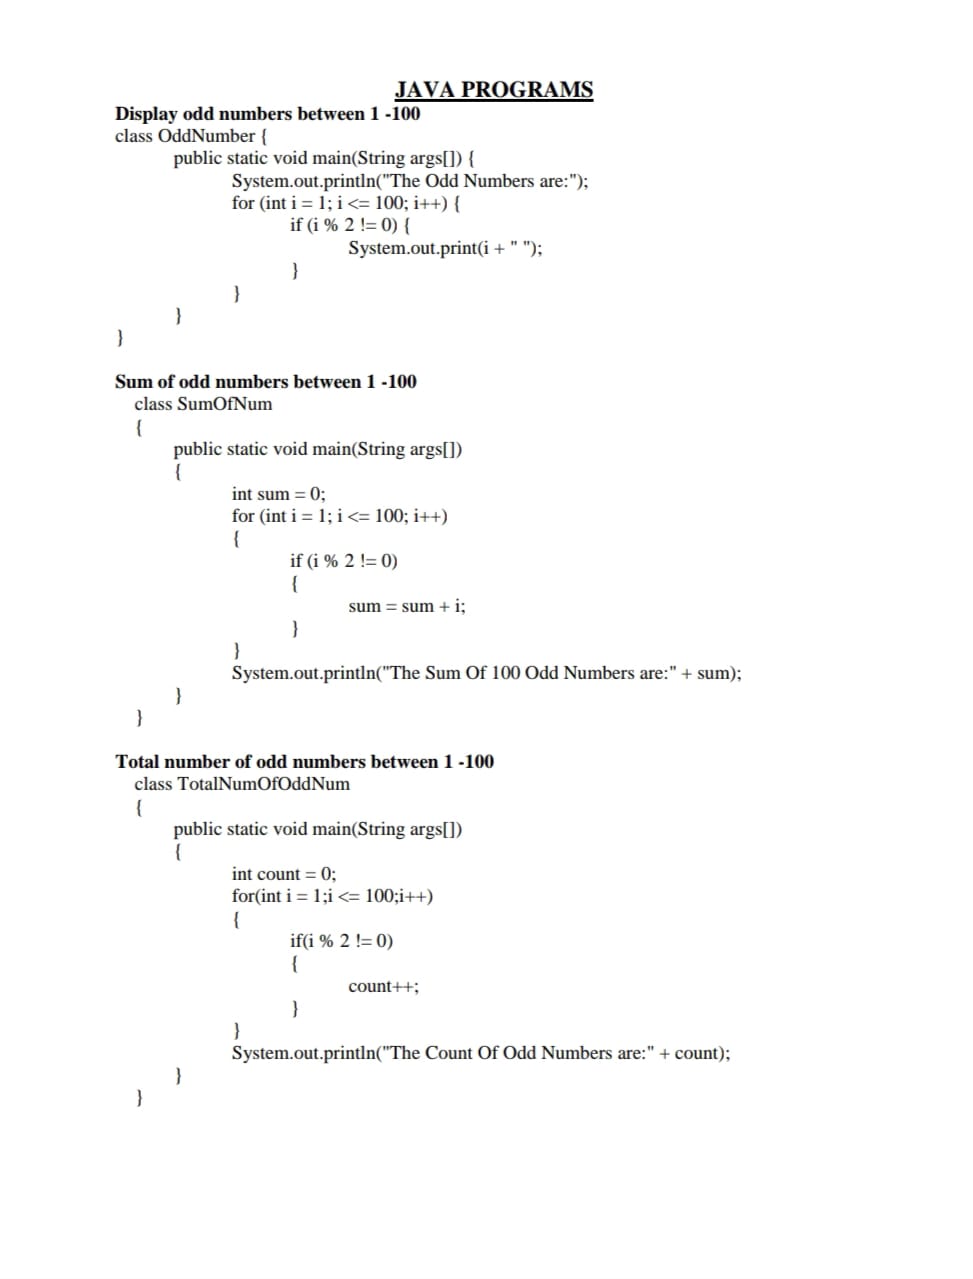 JAVA PROGRAMS
Display odd numbers between 1 -100
class OddNumber {
public static void main(String args[]) {
System.out.println("The Odd Numbers are:");
for (int i = 1; i <= 100; i++) {
if (i % 2 != 0) {
System.out.print(i + " ");
}
}
}
}
Sum of odd numbers between 1 -100
class SumOfNum
{
public static void main(String args[])
{
int sum = 0;
for (int i = 1; i <= 100; i++)
{
if (i % 2 != 0)
{
sum = sum + i;
}
}
System.out.println("The Sum Of 100 Odd Numbers are:" + sum);
}
}
Total number of odd numbers between 1 -100
class TotalNumOfOddNum
{
public static void main(String args[])
{
int count = 0;
for(int i = 1;i <= 100;i++)
{
if(i % 2 != 0)
{
count++;
}
}
System.out.println("The Count Of Odd Numbers are:" + count);
}
}